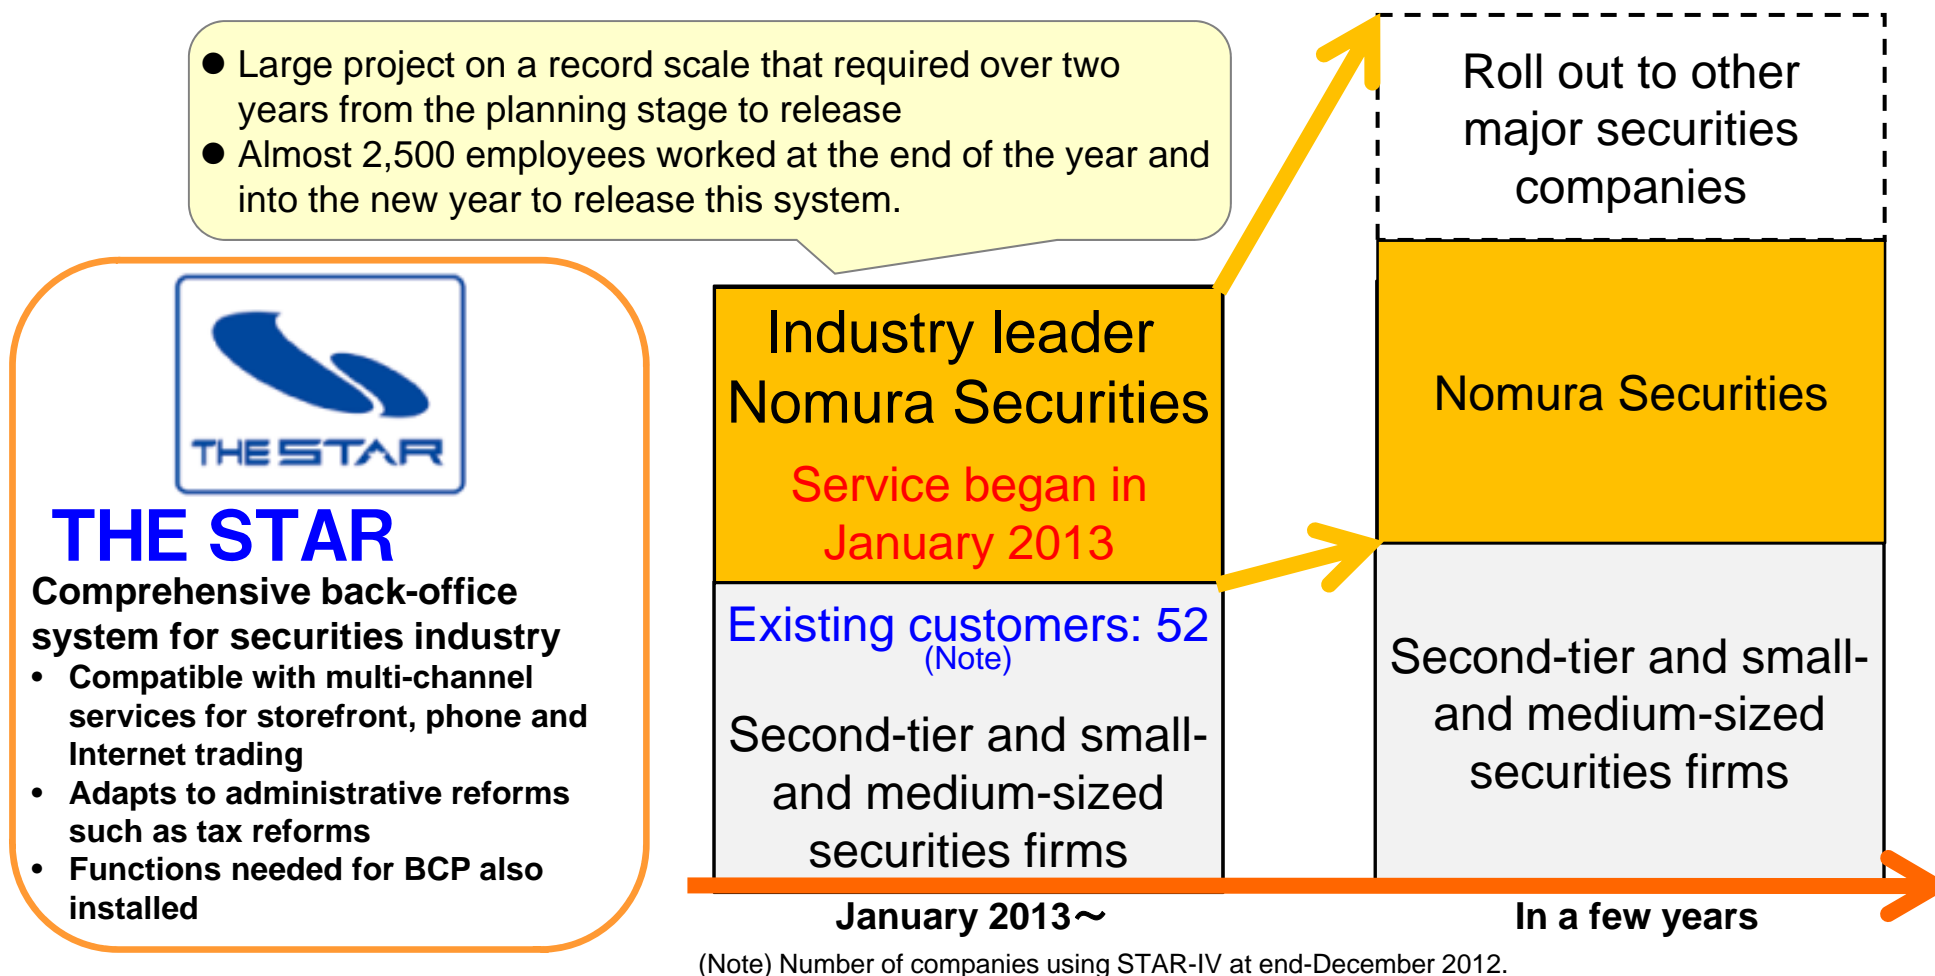 ● Large project on a record scale that required over two
years from the planning stage to release
● Almost 2,500 employees worked at the end of the year and
into the new year to release this system.
THE STAR
THE STAR
Comprehensive back-office
system for securities industry
• Compatible with multi-channel
services for storefront, phone and
Internet trading
• Adapts to administrative reforms
such as tax reforms
• Functions needed for BCP also
installed
Industry leader
Nomura Securities
Service began in
January 2013
Existing customers: 52
(Note)
Second-tier and small-
and medium-sized
securities firms
January 2013～
Roll out to other
major securities
companies
Nomura Securities
Second-tier and small-
and medium-sized
securities firms
In a few years
(Note) Number of companies using STAR-IV at end-December 2012.